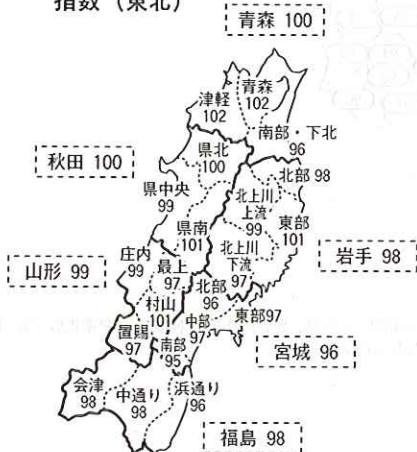 指数（東北）
青森 100
青森
102
津軽
102
南部・下北
96
県北
100
秋田 100
北部 98
県中央
99
北上川
上流
99
東部
101
県南
101
北上川
下流
97
岩手 98
庄内
99
山形 99
最上
97
北部
96
村山
101
東部97
中部
97
置賜
97
南部
95
宮城 96
会津
98
中通り
98
浜通り
96
福島 98